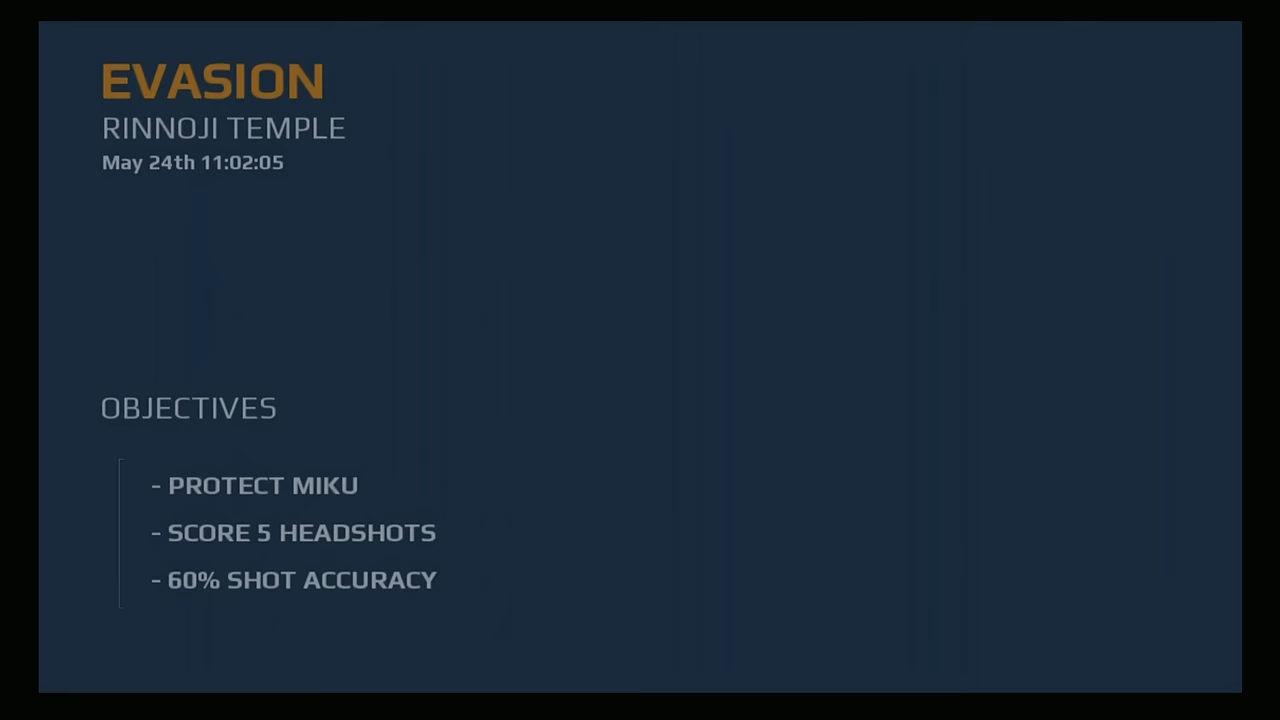 EVASION
RINNOJI TEMPLE
May 24th 11:02:05
OBJECTIVES
- PROTECT MIKU
- SCORE 5 HEADSHOTS
- 60% SHOT ACCURACY